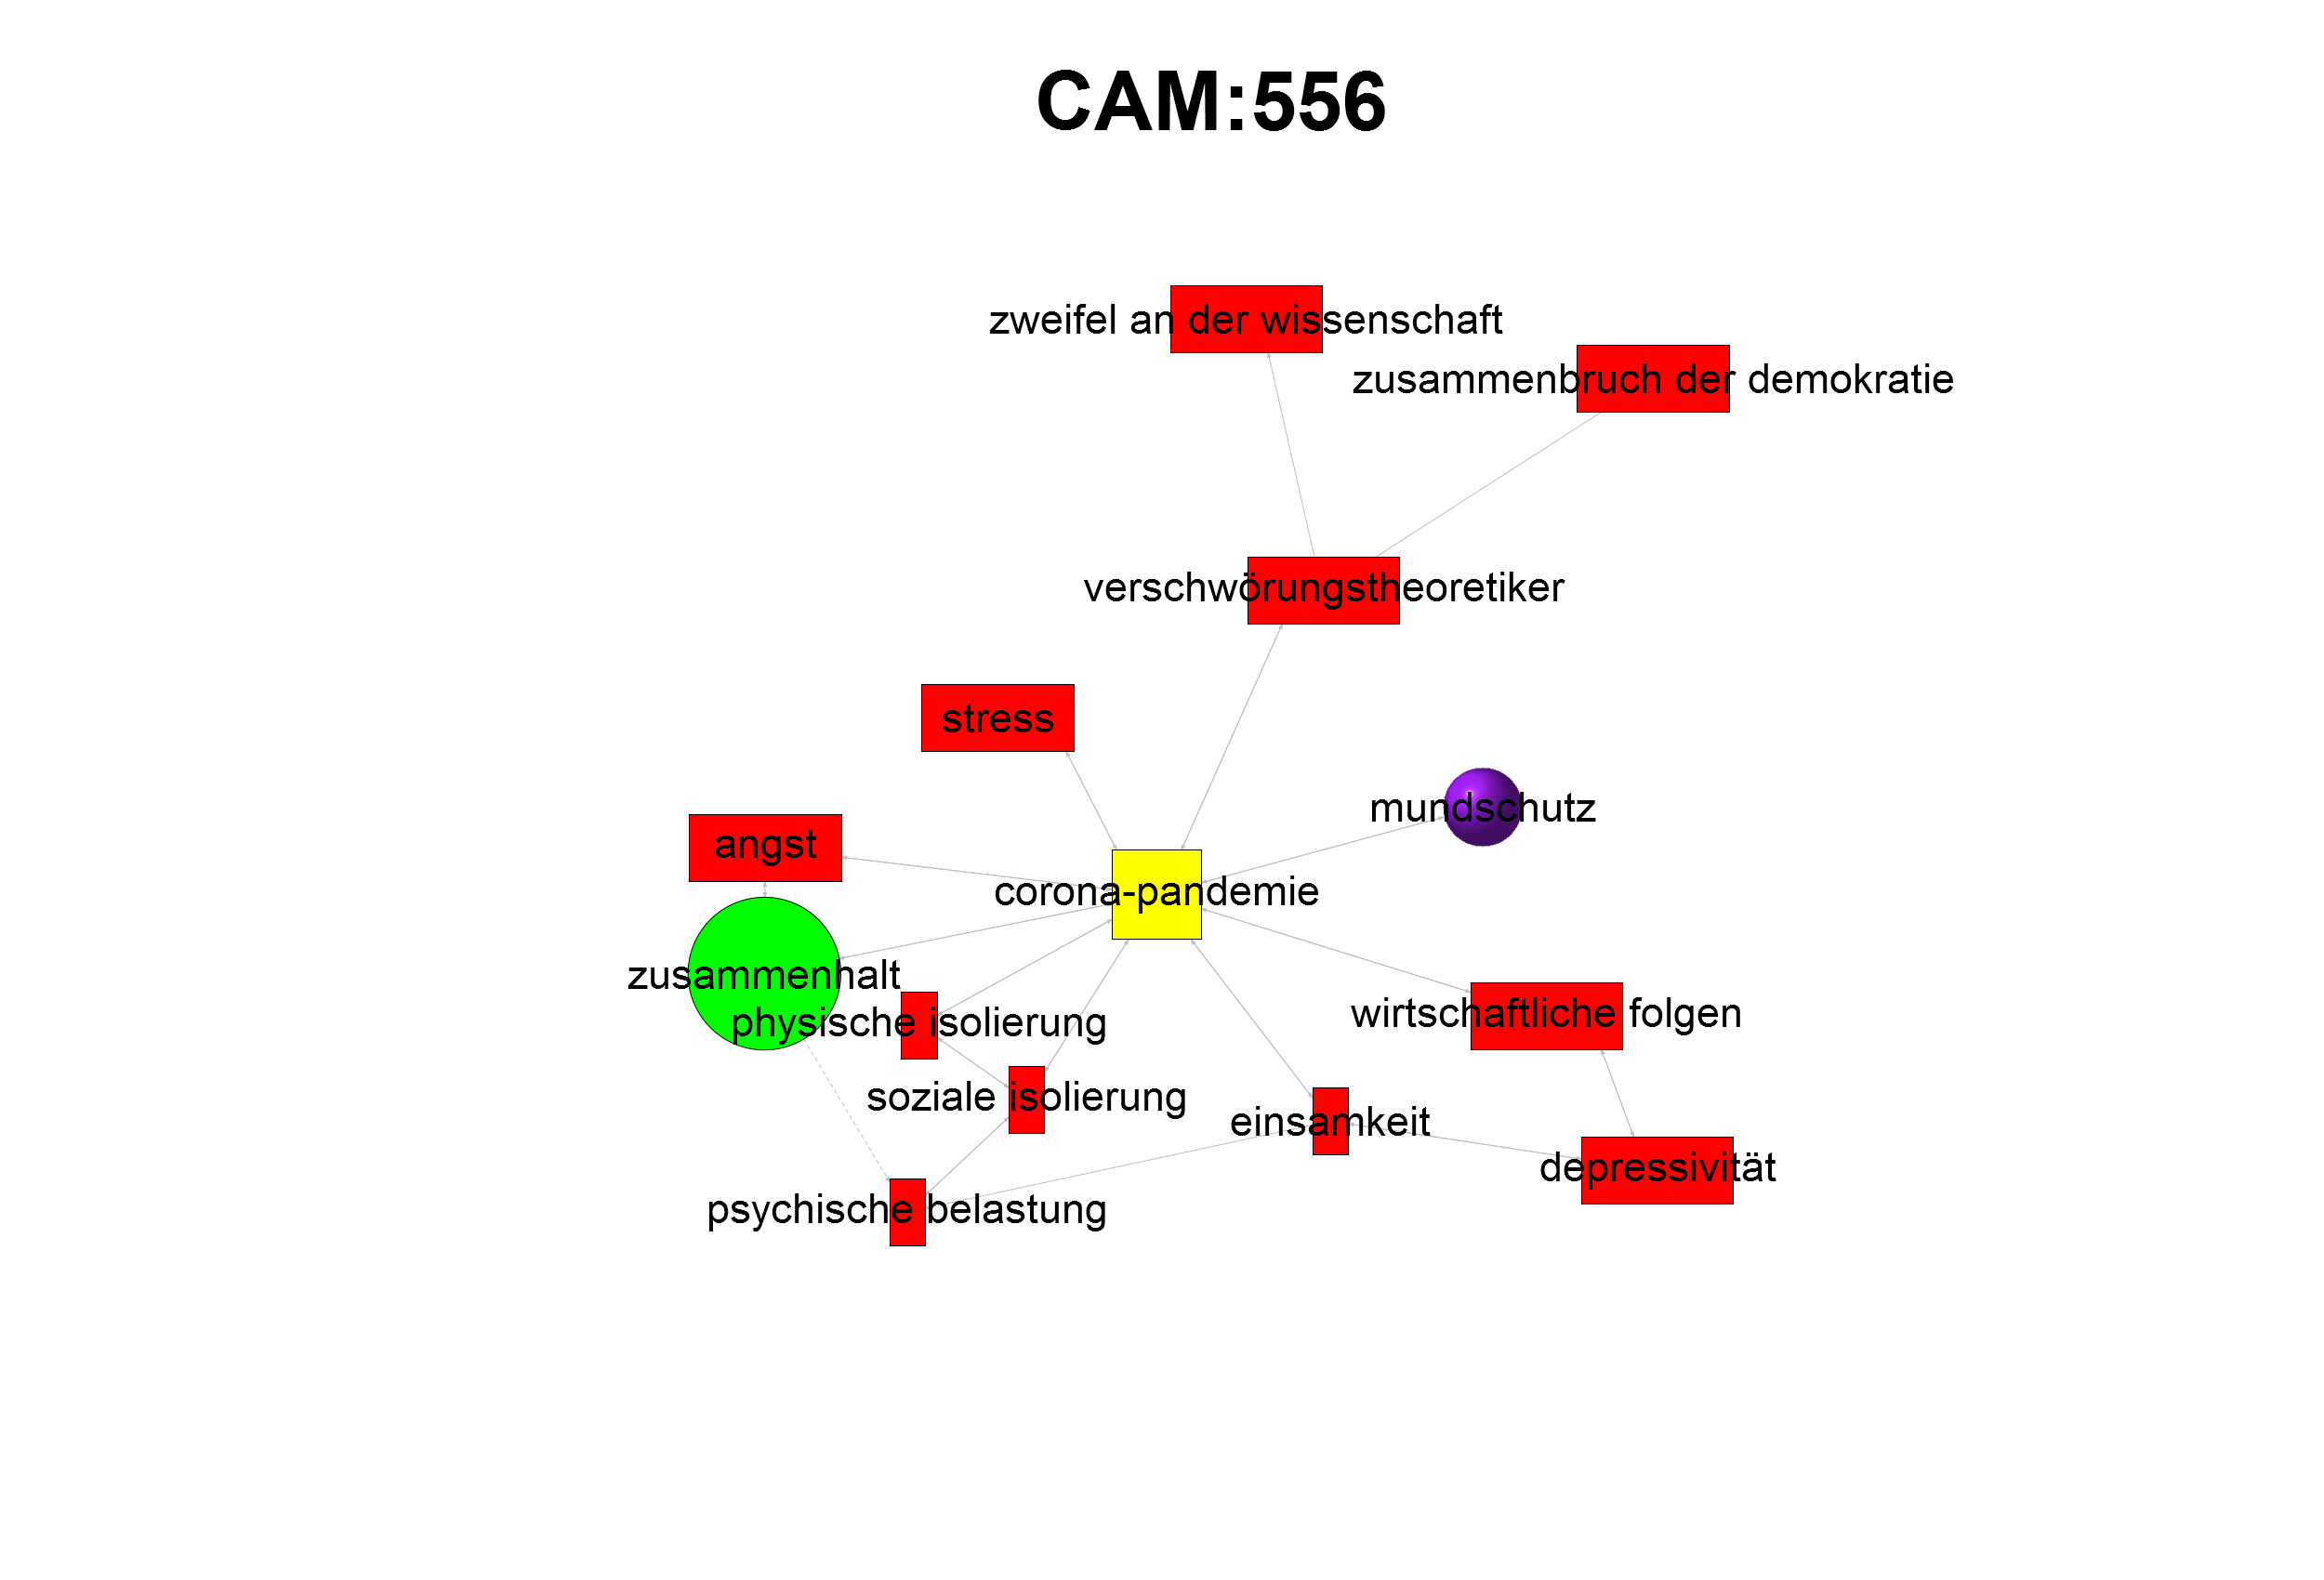 CAM:556
zweifel an der wissenschaft
zusammenbruch der demokratie
verschwörungstheoretiker
stress
mundschutz
angst
corona-pandemie
zusammenhalt
wirtschaftliche folgen
physische isolierung
soziale isolierung
einsamkeit
depressivität
psychische belastung